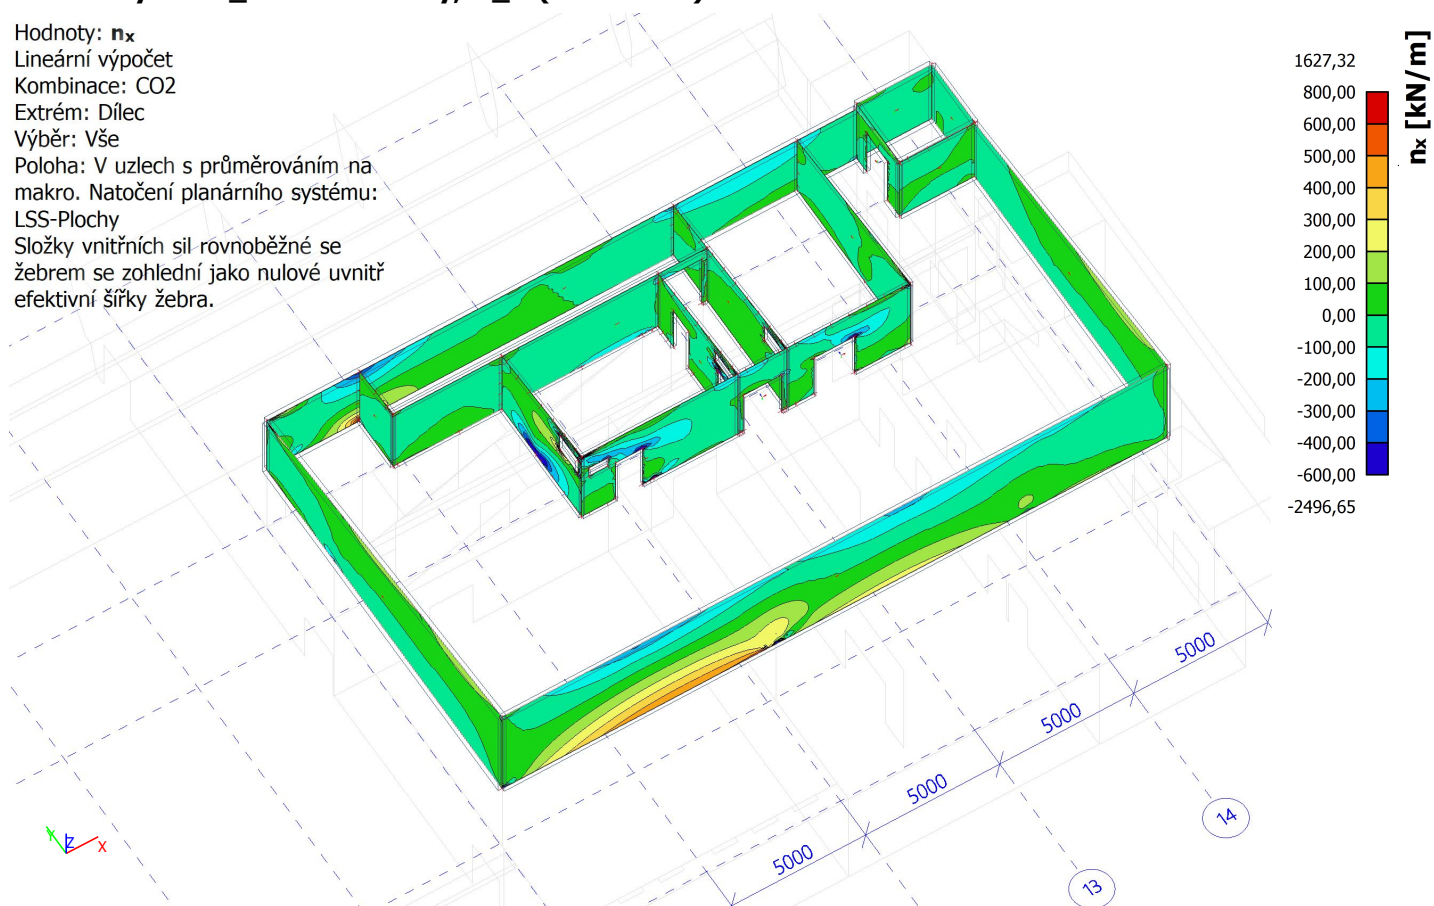 Hodnoty: nx
Lineární výpočet
Kombinace: CO2
Extrém: Dílec
Výběr: Vše
Poloha: V uzlech s průměrováním na
makro. Natočení planárního systému:
LSS-Plochy
Složky vnitřních sil rovnoběžné se
žebrem se zohlední jako nulové uvnitř
efektivní šířky žebra.
1627,32
800,00
600,00
500,00
400,00
300,00
200,00
100,00
0,00
-100,00
-200,00
-300,00
-400,00
-600,00
-2496,65
nx [kN/m]
5000
5000
5000
5000
14
13
Y
Z
X